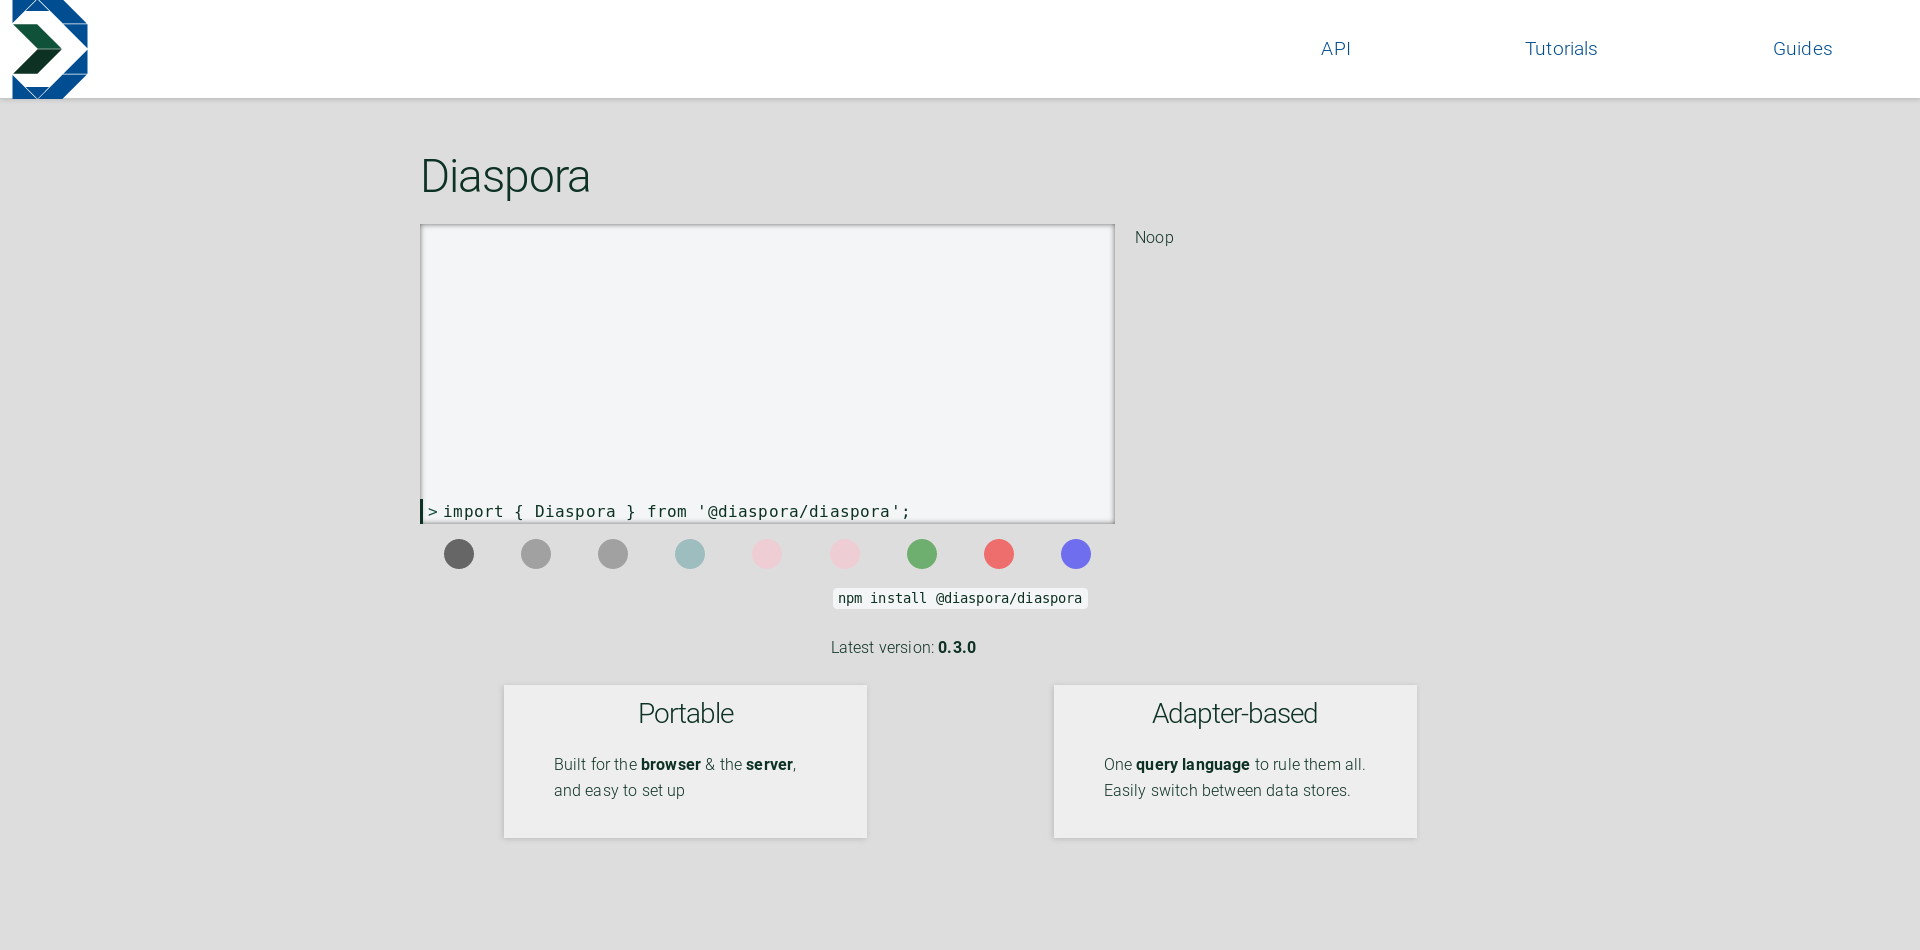 API
Tutorials
Guides
Diaspora
Noop
> import { Diaspora } from '@diaspora/diaspora';
npm install @diaspora/diaspora
Latest version: 0.3.0
Portable
Built for the browser & the server,
and easy to set up
Adapter-based
One query language to rule them all.
Easily switch between data stores.